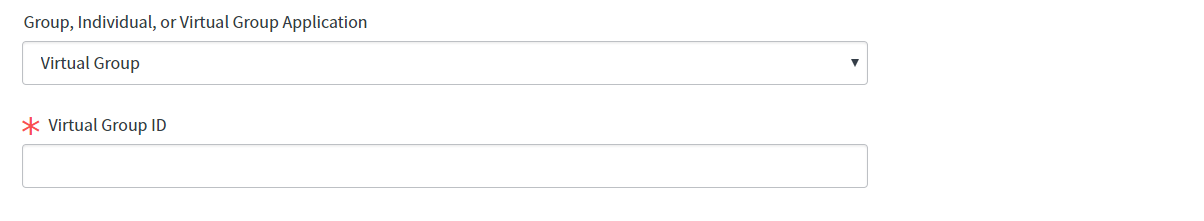 Group, Individual, or Virtual Group Application
Virtual Group
Virtual Group ID